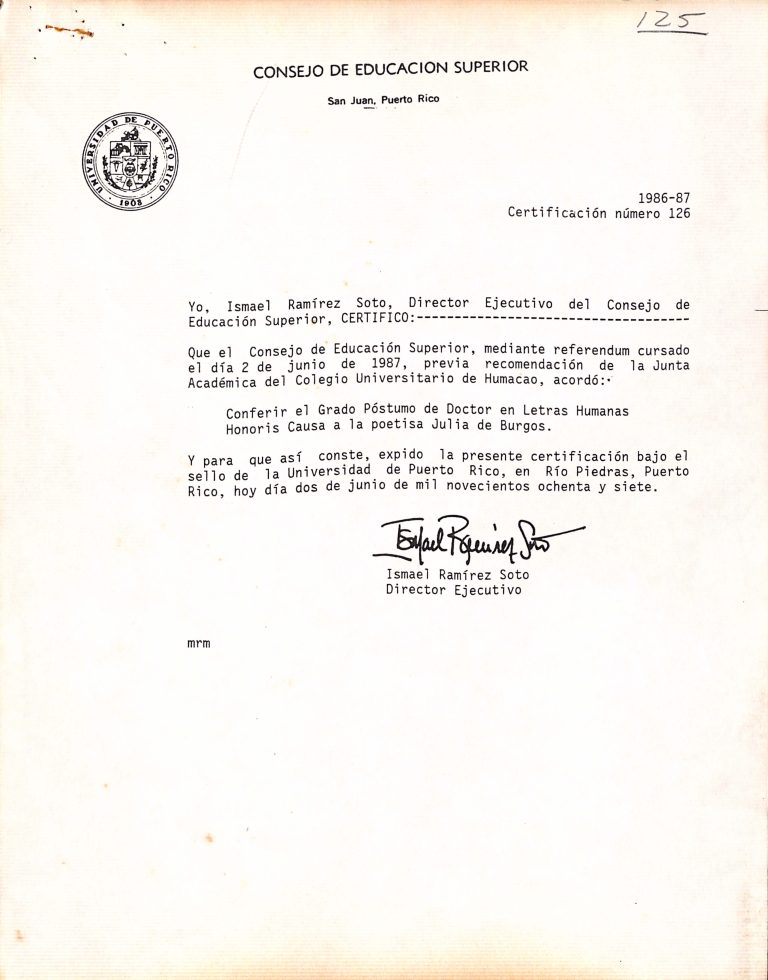 125
CONSEJO DE EDUCACION SUPERIOR
San Juan, Puerto Rico
UNIVERSIDAD DE PUERTO RICO
1903
1986-87
Certificación número 126
Yo, Ismael Ramírez Soto, Director Ejecutivo del Consejo de
Educación Superior, CERTIFICO:------------------------------------
Que el Consejo de Educación Superior, mediante referendum cursado
el día 2 de junio de 1987, previa recomendación de la Junta
Académica del Colegio Universitario de Humacao, acordó:-
Conferir el Grado Póstumo de Doctor en Letras Humanas
Honoris Causa a la poetisa Julia de Burgos.
Y para que así conste, expido la presente certificación bajo el
sello de la Universidad de Puerto Rico, en Río Piedras, Puerto
Rico, hoy día dos de junio de mil novecientos ochenta y siete.
Ismael Ramírez Soto
Ismael Ramírez Soto
Director Ejecutivo
mrm